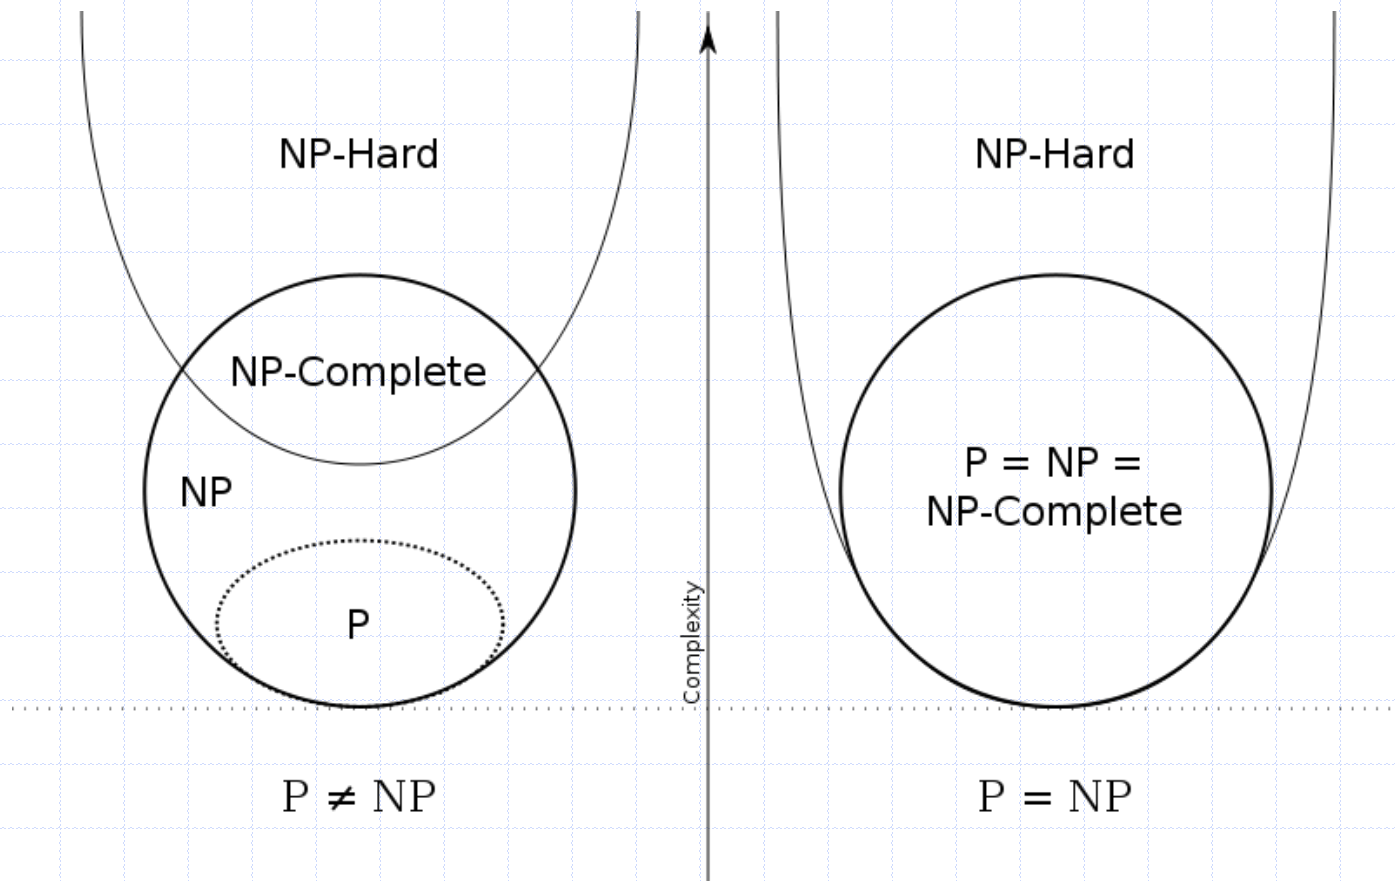 NP-Hard
NP-Complete
NP
P
P ≠ NP
Complexity
NP-Hard
P = NP =
NP-Complete
P = NP